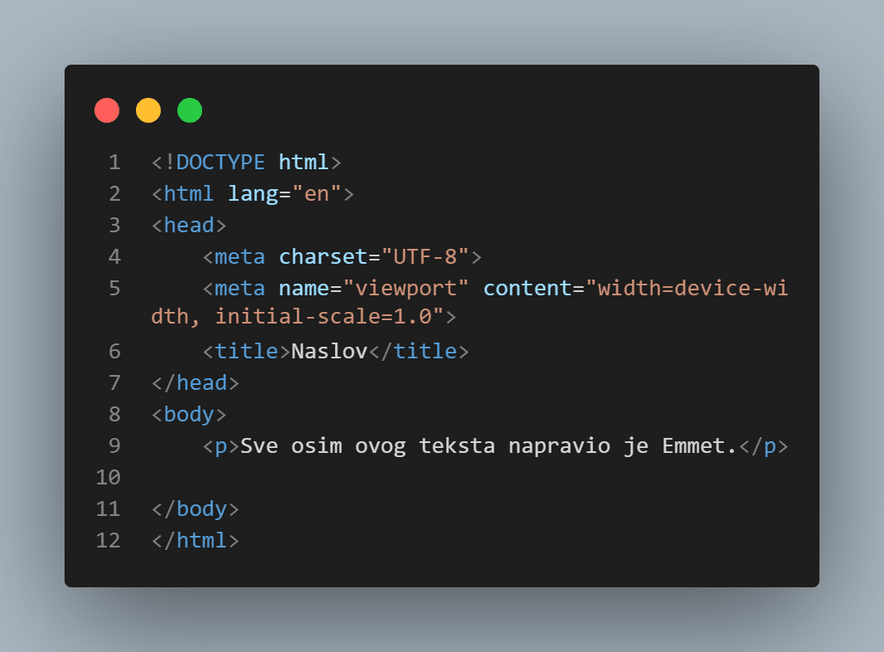 1 <!DOCTYPE html>
2 <html lang="en">
3 <head>
4     <meta charset="UTF-8">
5     <meta name="viewport" content="width=device-wi
dth, initial-scale=1.0">
6     <title>Naslov</title>
7 </head>
8 <body>
9     <p>Sve osim ovog teksta napravio je Emmet.</p>
10
11 </body>
12 </html>